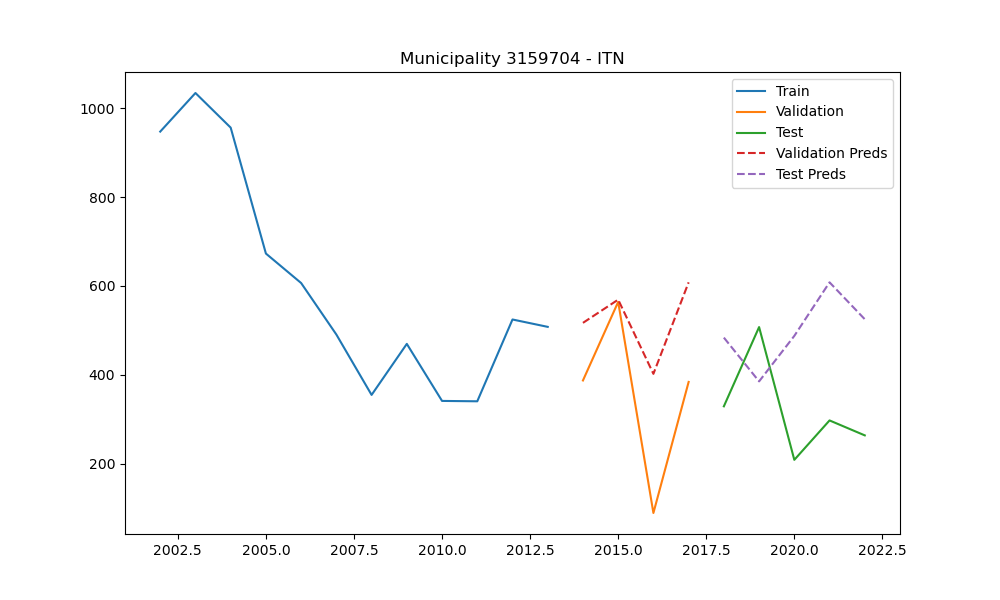 Municipality 3159704 - ITN
Train
Validation
Test
Validation Preds
Test Preds
1000
800
600
400
200
2002.5 2005.0 2007.5 2010.0 2012.5 2015.0 2017.5 2020.0 2022.5